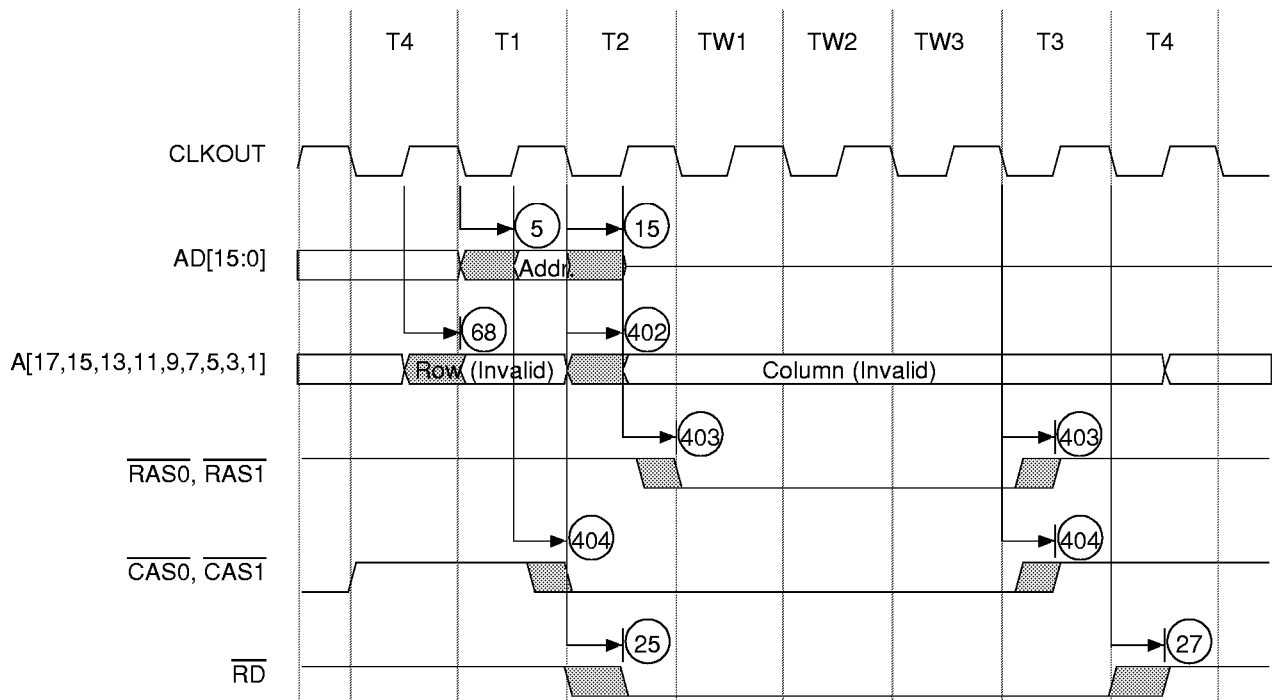 T4 T1 T2 TW1 TW2 TW3 T3 T4
CLKOUT
5 15
AD[15:0]
Addr.
68 402
A[17,15,13,11,9,7,5,3,1]
Row (Invalid) Column (Invalid)
403 403
RAS0, RAS1
404 404
CAS0, CAS1
25 27
RD